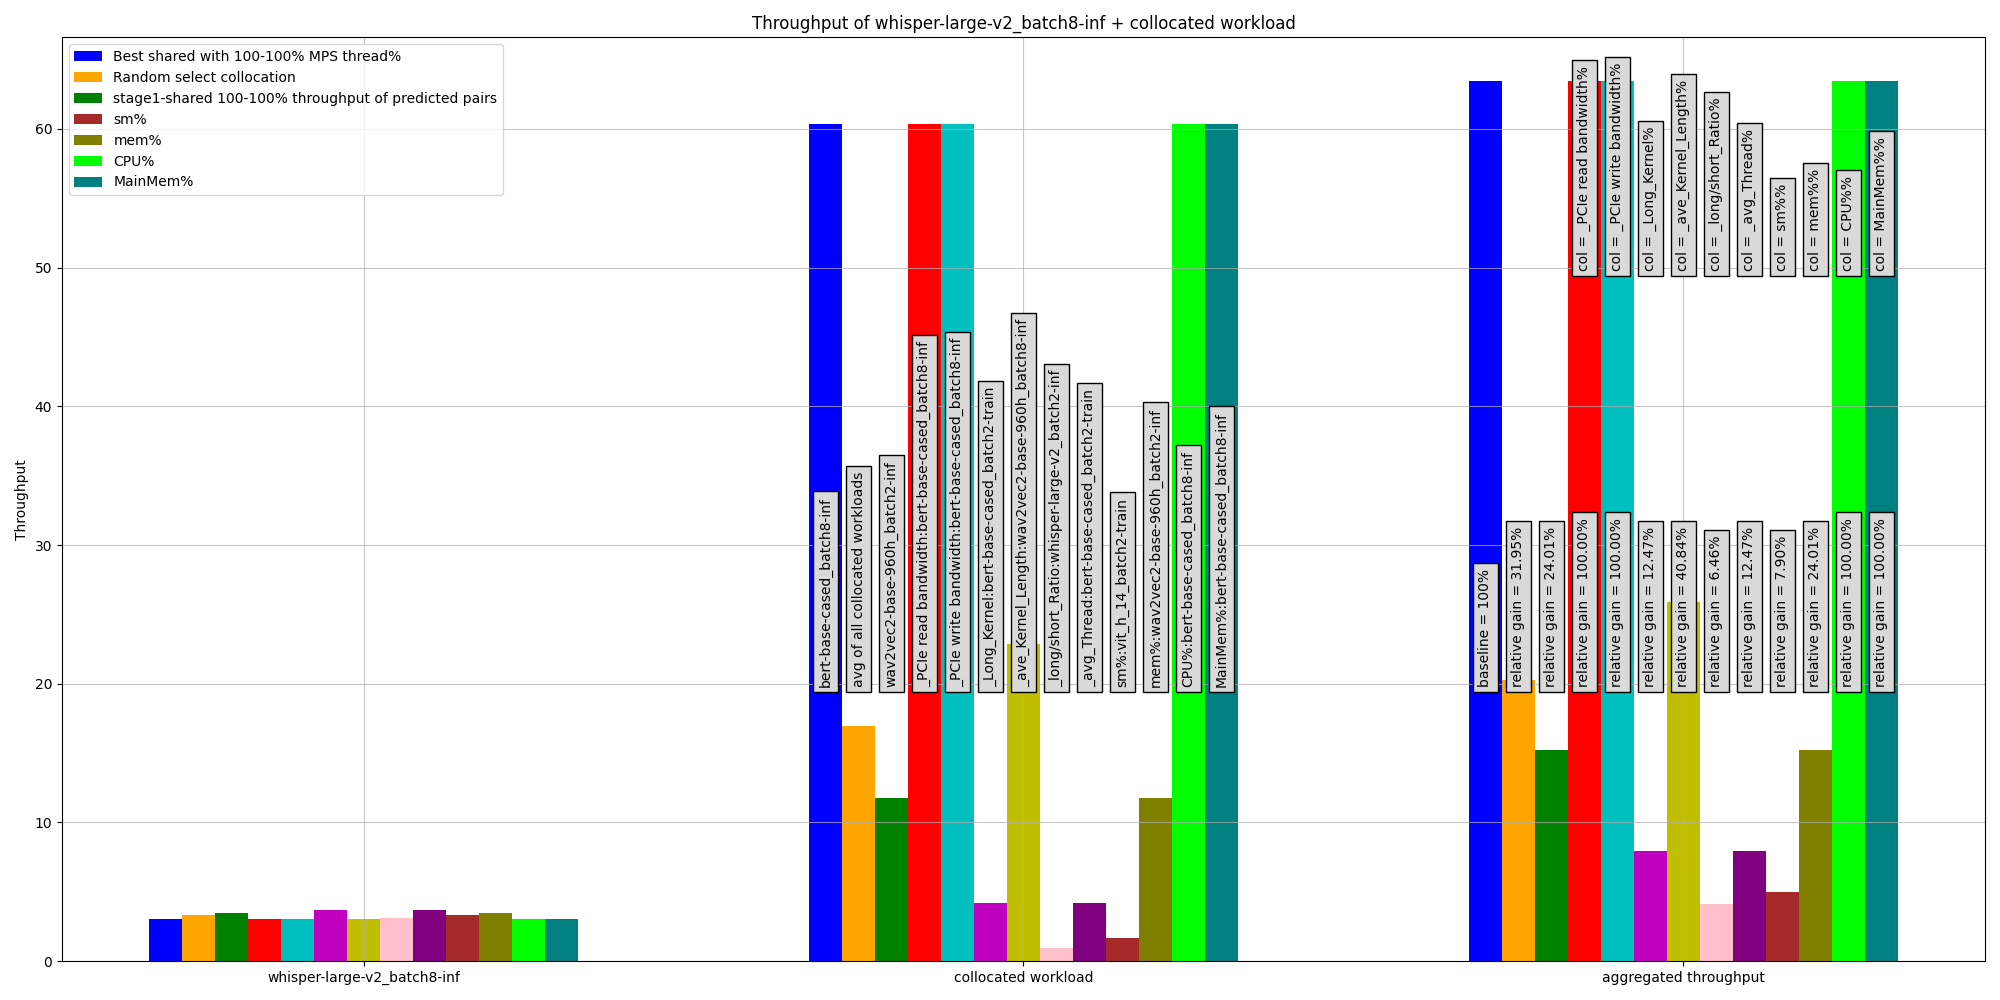 Throughput of whisper-large-v2_batch8-inf + collocated workload
Best shared with 100-100% MPS thread%
Random select collocation
stage1-shared 100-100% throughput of predicted pairs
sm%
mem%
CPU%
MainMem%
Throughput
60
50
40
30
20
10
0
bert-base-cased_batch8-inf
avg of all collocated workloads
wav2vec2-base-960h_batch2-inf
_PCIe read bandwidth:bert-base-cased_batch8-inf
_PCIe write bandwidth:bert-base-cased_batch8-inf
_Long_Kernel:bert-base-cased_batch2-train
_ave_Kernel_Length:wav2vec2-base-960h_batch8-inf
_long/short_Ratio:whisper-large-v2_batch2-inf
_avg_Thread:bert-base-cased_batch2-train
sm%:vit_h_14_batch2-train
mem%:wav2vec2-base-960h_batch2-inf
CPU%:bert-base-cased_batch8-inf
MainMem%:bert-base-cased_batch8-inf
col = _PCIe read bandwidth%
col = _PCIe write bandwidth%
col = _Long_Kernel%
col = _ave_Kernel_Length%
col = _long/short_Ratio%
col = _avg_Thread%
col = sm%%
col = mem%%
col = CPU%%
col = MainMem%%
baseline = 100%
relative gain = 31.95%
relative gain = 24.01%
relative gain = 100.00%
relative gain = 100.00%
relative gain = 12.47%
relative gain = 40.84%
relative gain = 6.46%
relative gain = 12.47%
relative gain = 7.90%
relative gain = 24.01%
relative gain = 100.00%
relative gain = 100.00%
whisper-large-v2_batch8-inf
collocated workload
aggregated throughput